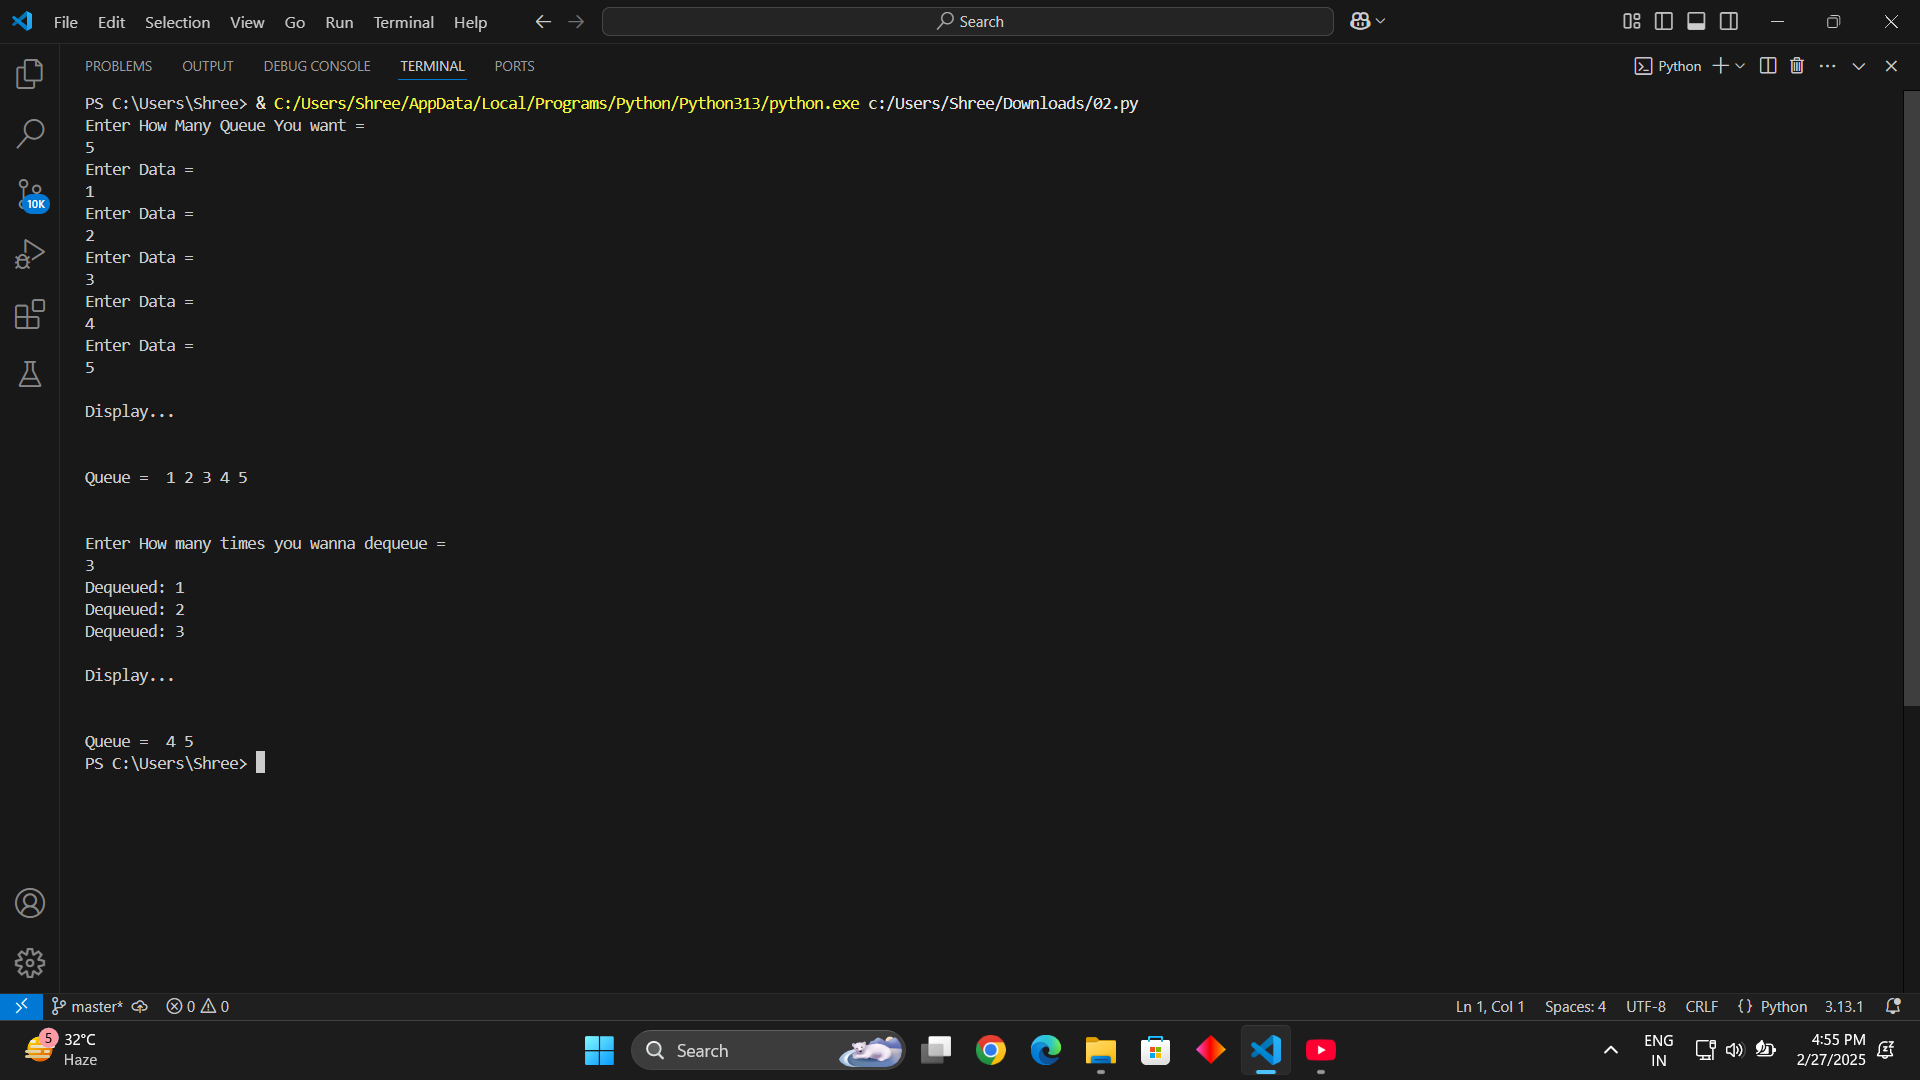 File Edit Selection View Go Run Terminal Help
Search
PROBLEMS OUTPUT DEBUG CONSOLE TERMINAL PORTS
Python
PS C:\Users\Shree> & C:/Users/Shree/AppData/Local/Programs/Python/Python313/python.exe c:/Users/Shree/Downloads/02.py
Enter How Many Queue You want =
5
Enter Data =
1
Enter Data =
2
Enter Data =
3
Enter Data =
4
Enter Data =
5
Display...
Queue =  1 2 3 4 5
Enter How many times you wanna dequeue =
3
Dequeued: 1
Dequeued: 2
Dequeued: 3
Display...
Queue =  4 5
PS C:\Users\Shree>
10K
master* 0 0
Ln 1, Col 1 Spaces: 4 UTF-8 CRLF {} Python 3.13.1
5
32°C
Haze
Search
ENG
IN
4:55 PM
2/27/2025